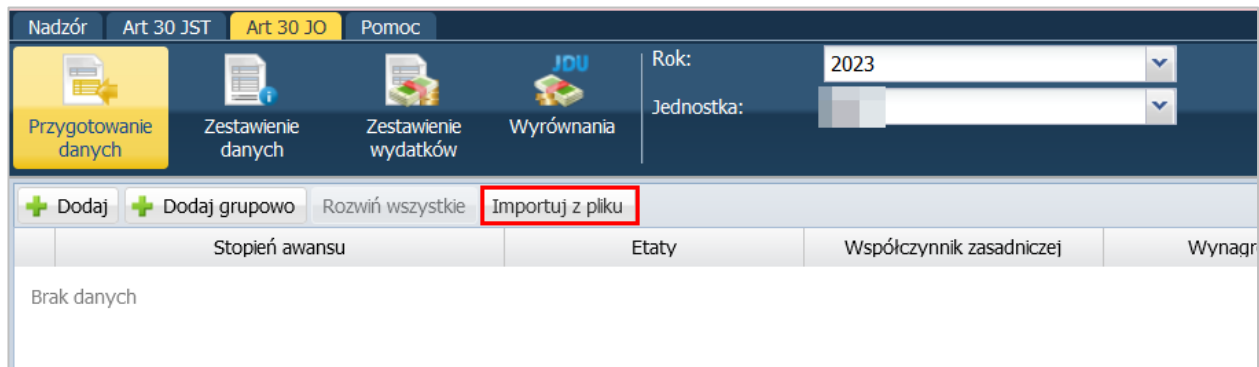 Nadzór Art 30 JST Art 30 JO Pomoc
Przygotowanie danych
Zestawienie danych
Zestawienie wydatków
JDU
Wyrównania
Rok: 2023
Jednostka:
Dodaj Dodaj grupowo Rozwiń wszystkie Importuj z pliku
Stopień awansu Etaty Współczynnik zasadniczej
Brak danych